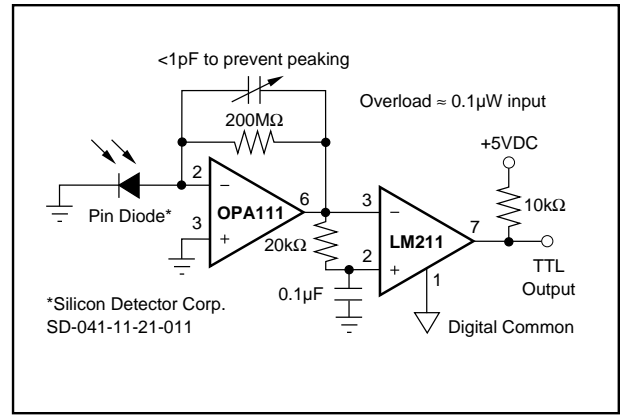 <1pF to prevent peaking
Overload ≈ 0.1µW input
200MΩ
+5VDC
2
–
OPA111
6
3
+
Pin Diode*
10kΩ
3
–
LM211
7
20kΩ
2
+
0.1µF
1
TTL
Output
*Silicon Detector Corp.
SD-041-11-21-011
Digital Common